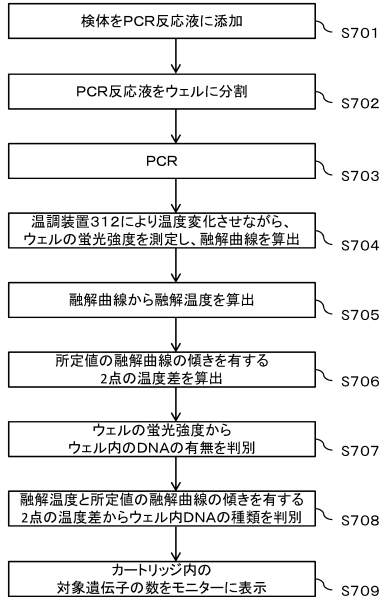 検体をPCR反応液に添加
S701
PCR反応液をウェルに分割
S702
PCR
S703
温調装置312により温度変化させながら、
ウェルの蛍光強度を測定し、融解曲線を算出
S704
融解曲線から融解温度を算出
S705
所定値の融解曲線の傾きを有する
2点の温度差を算出
S706
ウェルの蛍光強度から
ウェル内のDNAの有無を判別
S707
融解温度と所定値の融解曲線の傾きを有する
2点の温度差からウェル内DNAの種類を判別
S708
カートリッジ内の
対象遺伝子の数をモニターに表示
S709